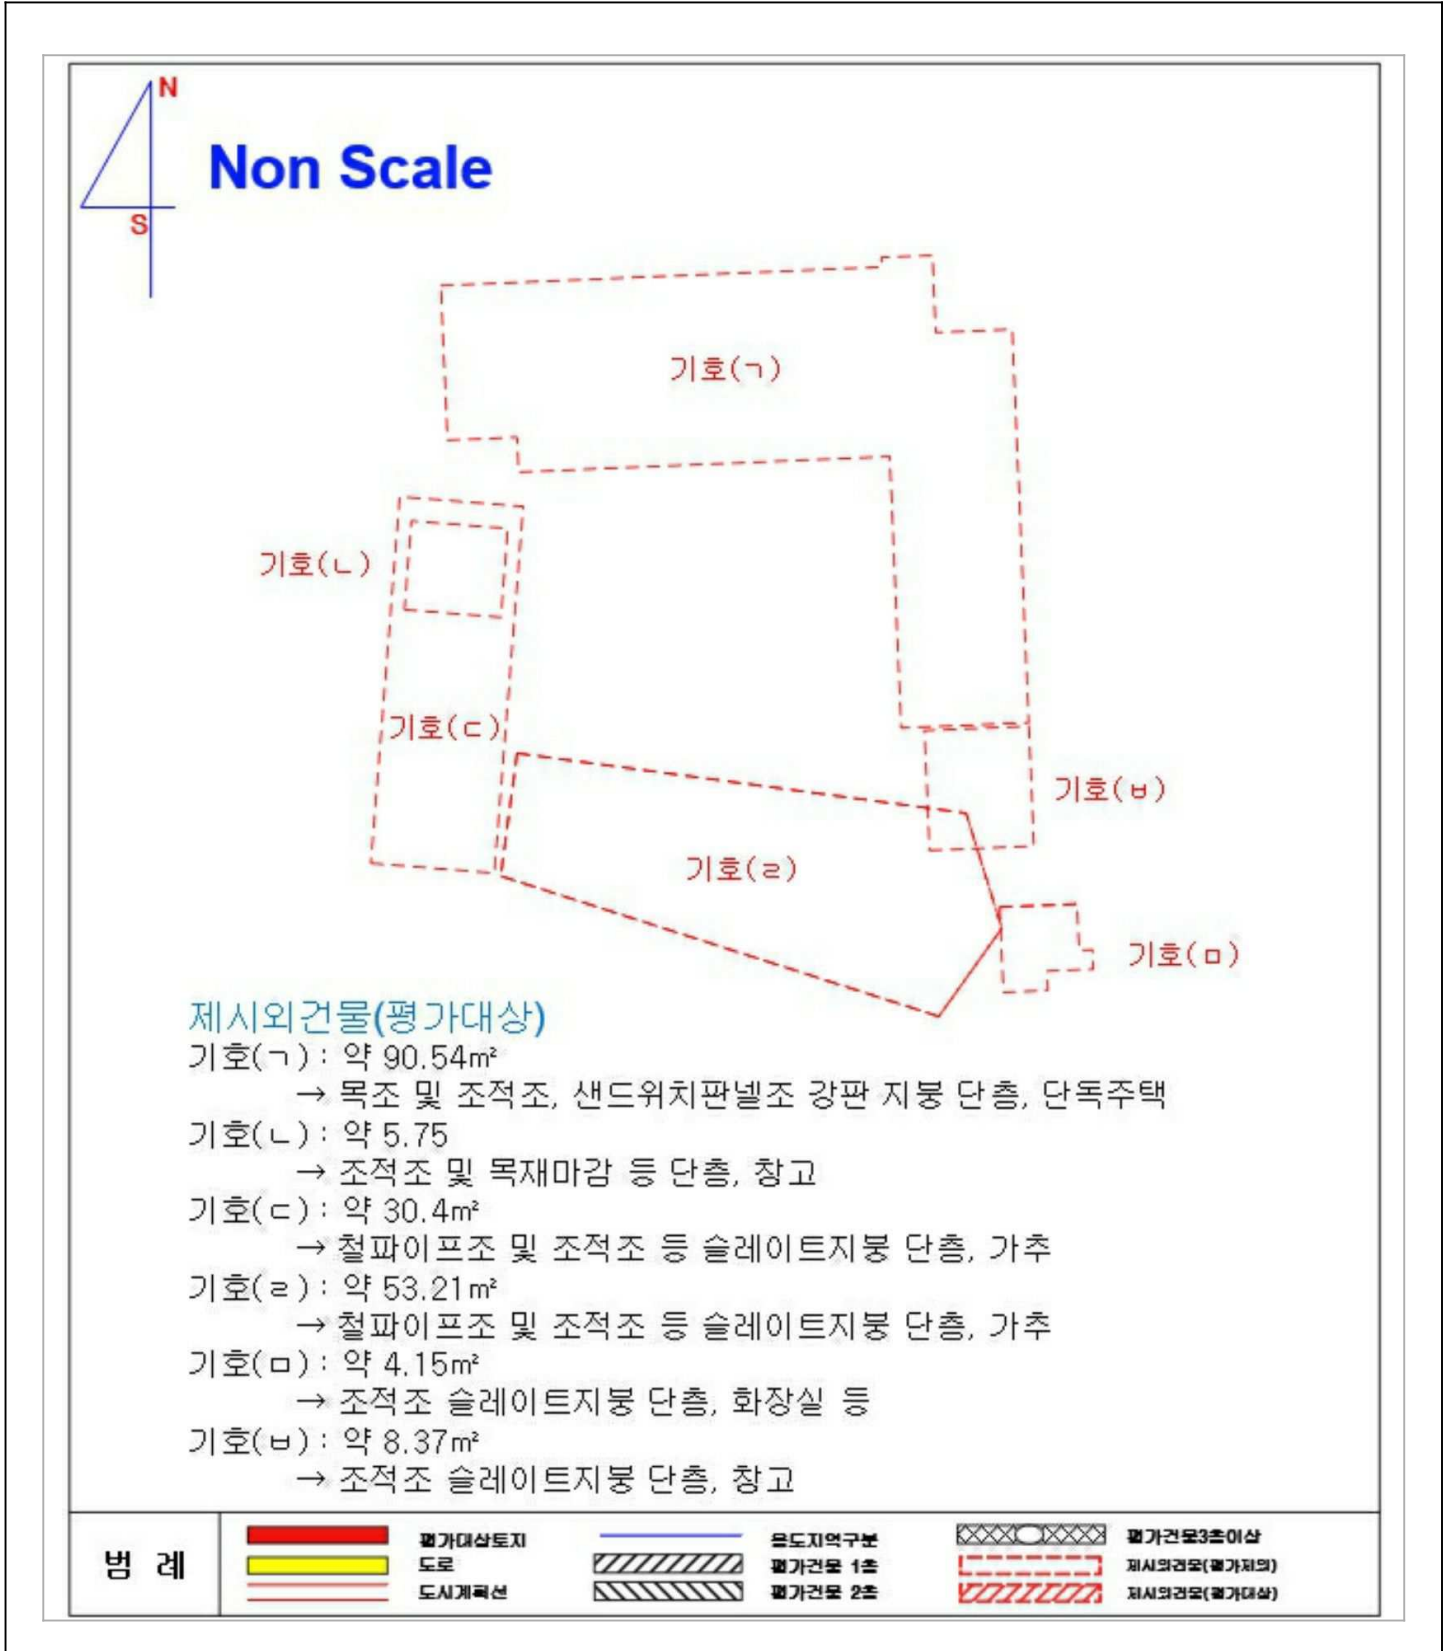 N
Non Scale
S
기호(ㄱ)
기호(ㄴ)
기호(ㄷ)
기호(ㅂ)
기호(ㄹ)
기호(ㅁ)
제시외건물(평가대상)
기호(ㄱ) : 약 90.54㎡
→ 목조 및 조적조, 샌드위치판넬조 강판 지붕 단층, 단독주택
기호(ㄴ) : 약 5.75
→ 조적조 및 목재마감 등 단층, 창고
기호(ㄷ) : 약 30.4㎡
→ 철파이프조 및 조적조 등 슬레이트지붕 단층, 가추
기호(ㄹ) : 약 53.21㎡
→ 철파이프조 및 조적조 등 슬레이트지붕 단층, 가추
기호(ㅁ) : 약 4.15㎡
→ 조적조 슬레이트지붕 단층, 화장실 등
기호(ㅂ) : 약 8.37㎡
→ 조적조 슬레이트지붕 단층, 창고
범 례
평가대상토지
도로
도시계획선
용도지역구분
평가건물 1층
평가건물 2층
평가건물3층이상
제시외건물(평가제외)
제시외건물(평가대상)